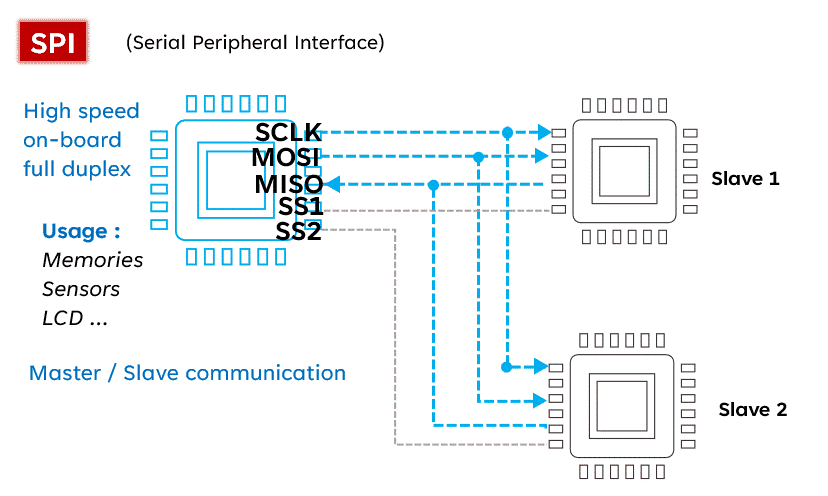 SPI
(Serial Peripheral Interface)
High speed
on-board
full duplex
SCLK
MOSI
MISO
SS1
SS2
Slave 1
Usage :
Memories
Sensors
LCD ...
Master / Slave communication
Slave 2